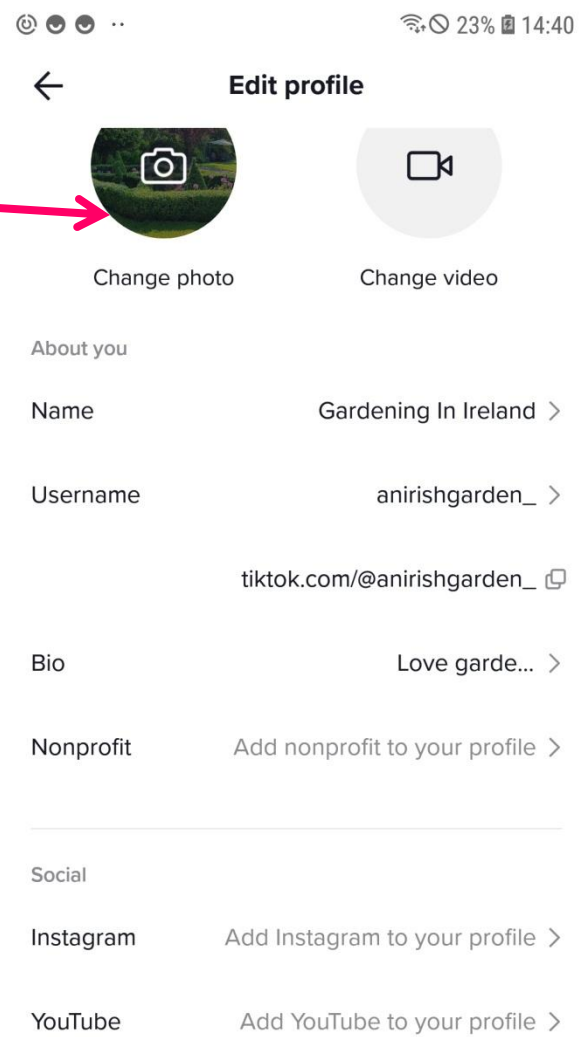 23% 14:40
Edit profile
Change photo Change video
About you
Name Gardening In Ireland
Username anirishgarden_
tiktok.com/@anirishgarden_
Bio Love garde...
Nonprofit Add nonprofit to your profile
Social
Instagram Add Instagram to your profile
YouTube Add YouTube to your profile